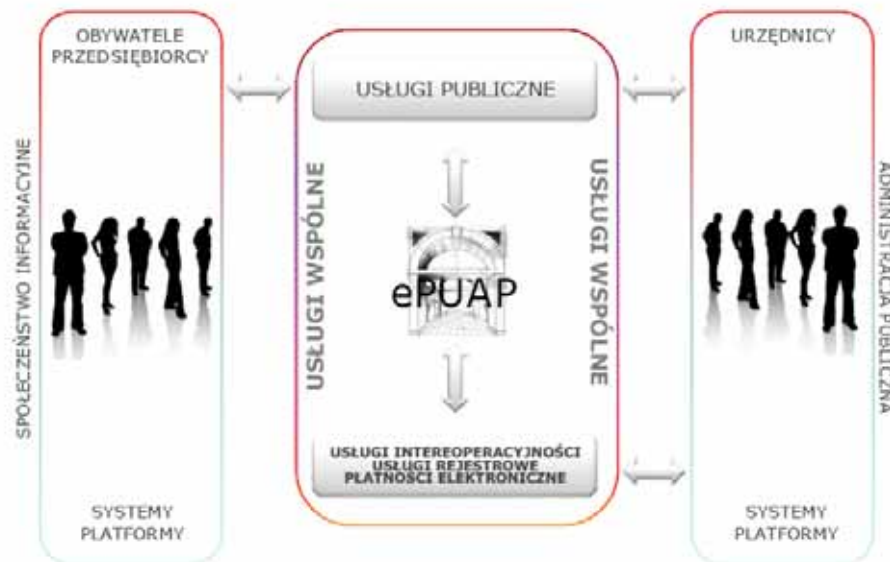 SPOŁECZEŃSTWO INFORMACYJNE
OBYWATELE
PRZEDSIĘBIORCY
SYSTEMY
PLATFORMY
USŁUGI PUBLICZNE
USŁUGI WSPÓLNE
ePUAP
USŁUGI WSPÓLNE
USŁUGI INTEREOPERACYJNOŚCI
USŁUGI REJESTROWE
PŁATNOŚCI ELEKTRONICZNE
URZĘDNICY
SYSTEMY
PLATFORMY
ADMINISTRACJA PUBLICZNA